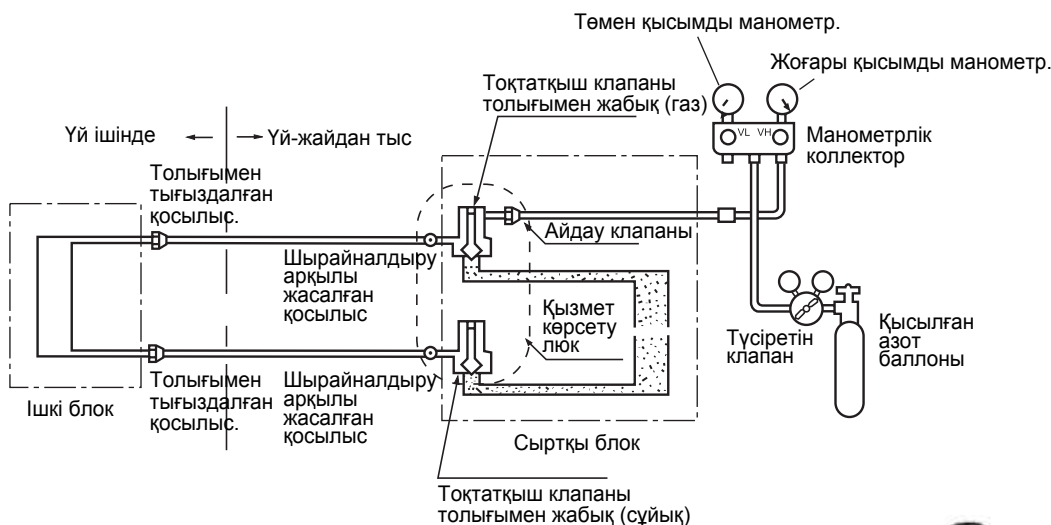 Төмен қысымды манометр.
Жоғары қысымды манометр.
Тоқтатқыш клапаны
толығымен жабық (газ)
VL VH
Манометрлік
коллектор
Үй ішінде
Үй-жайдан тыс
Толығымен
тығыздалған
қосылыс.
Айдау клапаны
Шырайналдыру
арқылы
жасалған
қосылыс
Қызмет
көрсету
люк
Түсіретін
клапан
Қысылған
азот
баллоны
Ішкі блок
Толығымен
тығыздалған
қосылыс.
Шырайналдыру
арқылы
жасалған
қосылыс
Сыртқы блок
Тоқтатқыш клапаны
толығымен жабық (сұйық)